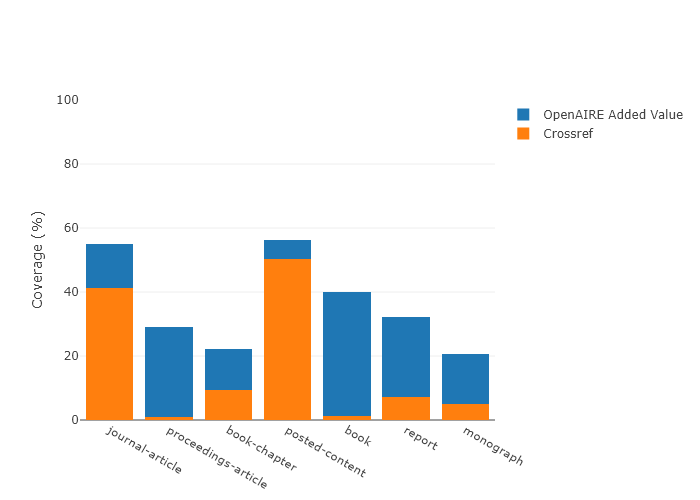 100
80
60
40
20
0
Coverage (%)
journal-article
proceedings-article
book-chapter
posted-content
book
report
monograph
OpenAIRE Added Value
Crossref